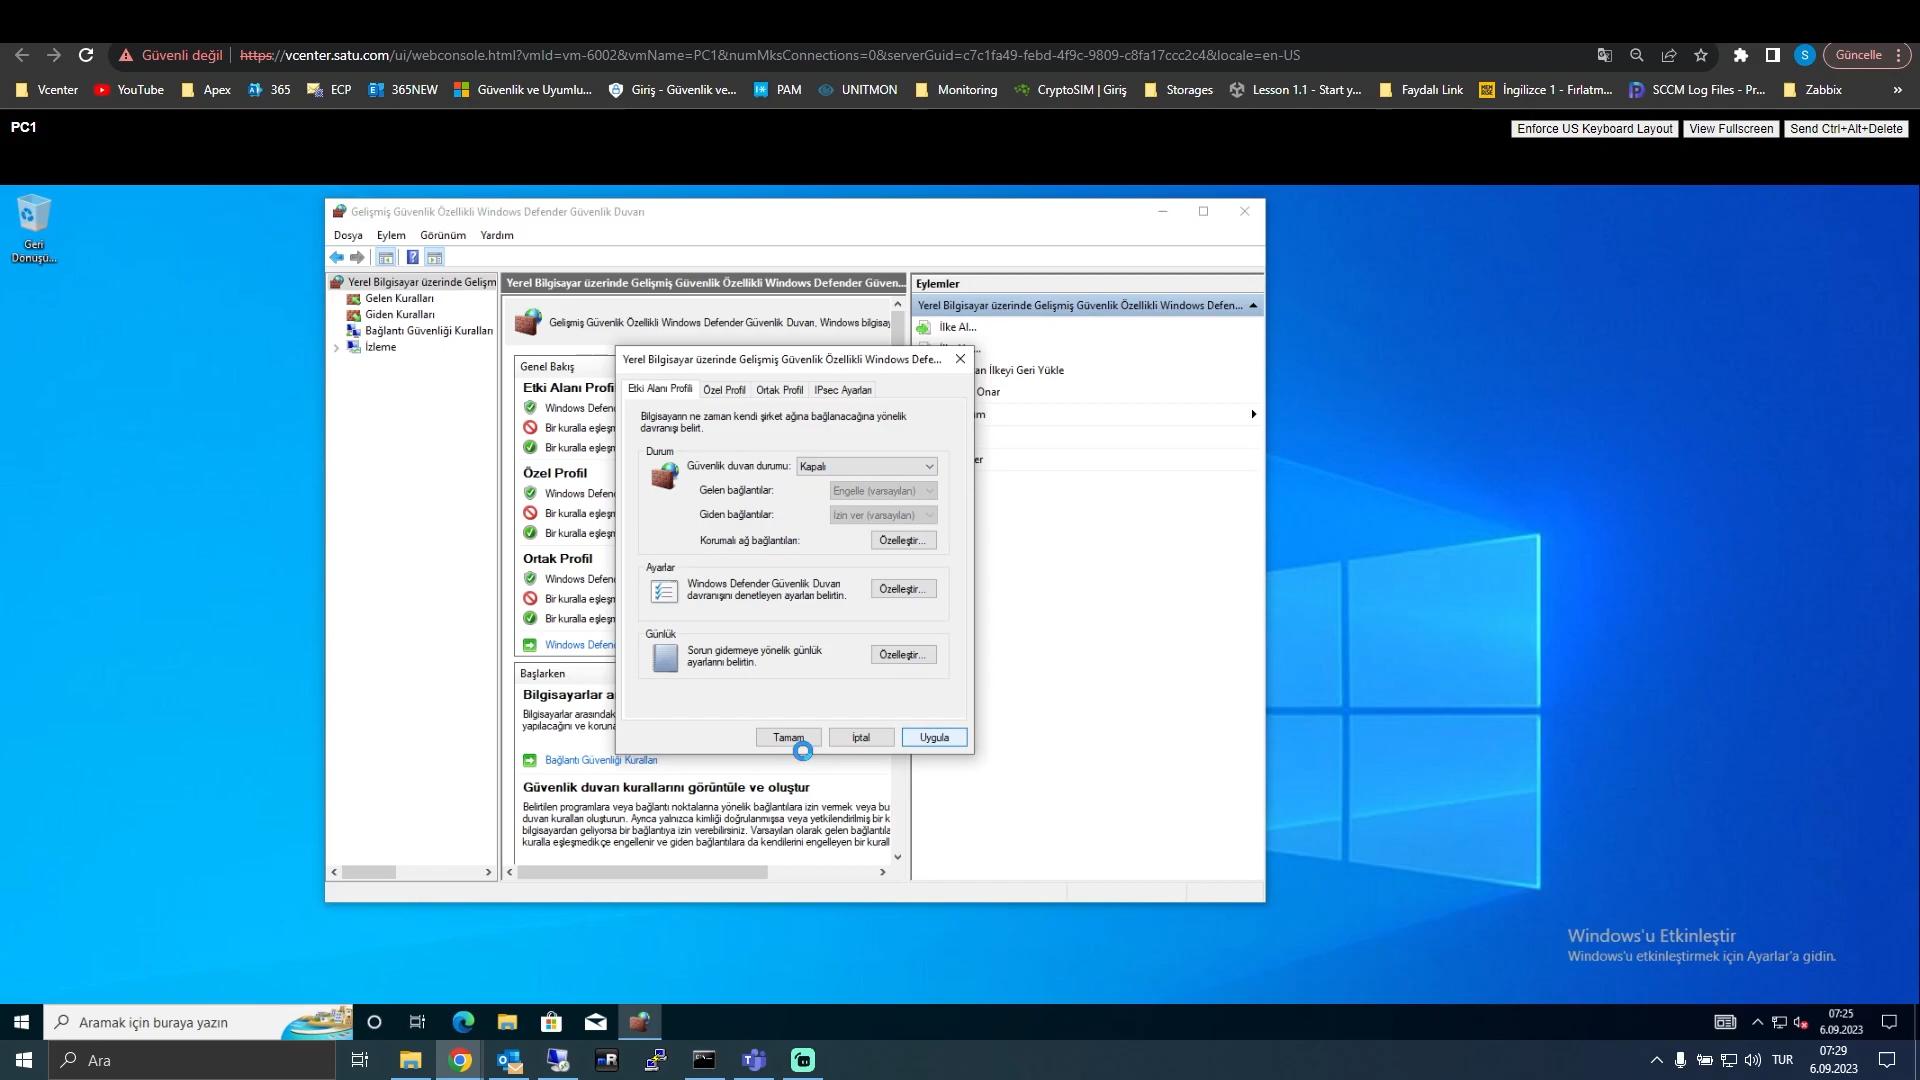 Güvenli değil
https://vcenter.satu.com/ui/webconsole.html?vmId=vm-6002&vmName=PC1&numMksConnections=0&serverGuid=c7c1fa49-febd-4f9c-9809-c8fa17ccc2c4&locale=en-US
S
Güncelle
Vcenter
YouTube
Apex
365
ECP
365NEW
Güvenlik ve Uyumlu...
Giriş - Güvenlik ve...
PAM
UNITMON
Monitoring
CryptoSIM | Giriş
Storages
Lesson 1.1 - Start y...
Faydalı Link
İngilizce 1 - Fırlatm...
SCCM Log Files - Pr...
Zabbix
»
PC1
Enforce US Keyboard Layout
View Fullscreen
Send Ctrl+Alt+Delete
Geri
Dönüşü...
Gelişmiş Güvenlik Özellikli Windows Defender Güvenlik Duvarı
Dosya
Eylem
Görünüm
Yardım
Yerel Bilgisayar üzerinde Gelişm
Gelen Kuralları
Giden Kuralları
Bağlantı Güvenliği Kuralları
İzleme
Yerel Bilgisayar üzerinde Gelişmiş Güvenlik Özellikli Windows Defender Güven...
Gelişmiş Güvenlik Özellikli Windows Defender Güvenlik Duvarı, Windows bilgisay
Genel Bakış
Etki Alanı Profi
Windows Defen
Bir kuralla eşleşm
Bir kuralla eşleşm
Özel Profil
Windows Defen
Bir kuralla eşleşm
Bir kuralla eşleşm
Ortak Profil
Windows Defen
Bir kuralla eşleşm
Bir kuralla eşleşm
Windows Defen
Başlarken
Bilgisayarlar a
Bilgisayarlar arasındak
yapılacağını ve koruna
Bağlantı Güvenliği Kuralları
Güvenlik duvarı kurallarını görüntüle ve oluştur
Belirtilen programlara veya bağlantı noktalarına yönelik bağlantılara izin vermek veya bu
duvarı kuralları oluşturun. Ayrıca yalnızca kimliği doğrulanmışsa veya yetkilendirilmiş bir k
bilgisayardan geliyorsa bir bağlantıya izin verebilirsiniz. Varsayılan olarak gelen bağlantıla
kuralla eşleşmedikçe engellenir ve giden bağlantılara da kendilerini engelleyen bir kurall
Eylemler
Yerel Bilgisayar üzerinde Gelişmiş Güvenlik Özellikli Windows Defen...
İlke Al...
an İlkeyi Geri Yükle
Onar
m
er
Yerel Bilgisayar üzerinde Gelişmiş Güvenlik Özellikli Windows Defe...
Etki Alanı Profili
Özel Profil
Ortak Profil
IPsec Ayarları
Bilgisayarın ne zaman kendi şirket ağına bağlanacağına yönelik
davranışı belirt.
Durum
Güvenlik duvarı durumu:
Kapalı
Gelen bağlantılar:
Engelle (varsayılan)
Giden bağlantılar:
İzin ver (varsayılan)
Korumalı ağ bağlantıları:
Özelleştir...
Ayarlar
Windows Defender Güvenlik Duvarı
davranışını denetleyen ayarları belirtin.
Özelleştir...
Günlük
Sorun gidermeye yönelik günlük
ayarlarını belirtin.
Özelleştir...
Tamam
İptal
Uygula
Windows'u Etkinleştir
Windows'u etkinleştirmek için Ayarlar'a gidin.
Aramak için buraya yazın
07:25
6.09.2023
Ara
TUR
07:29
6.09.2023